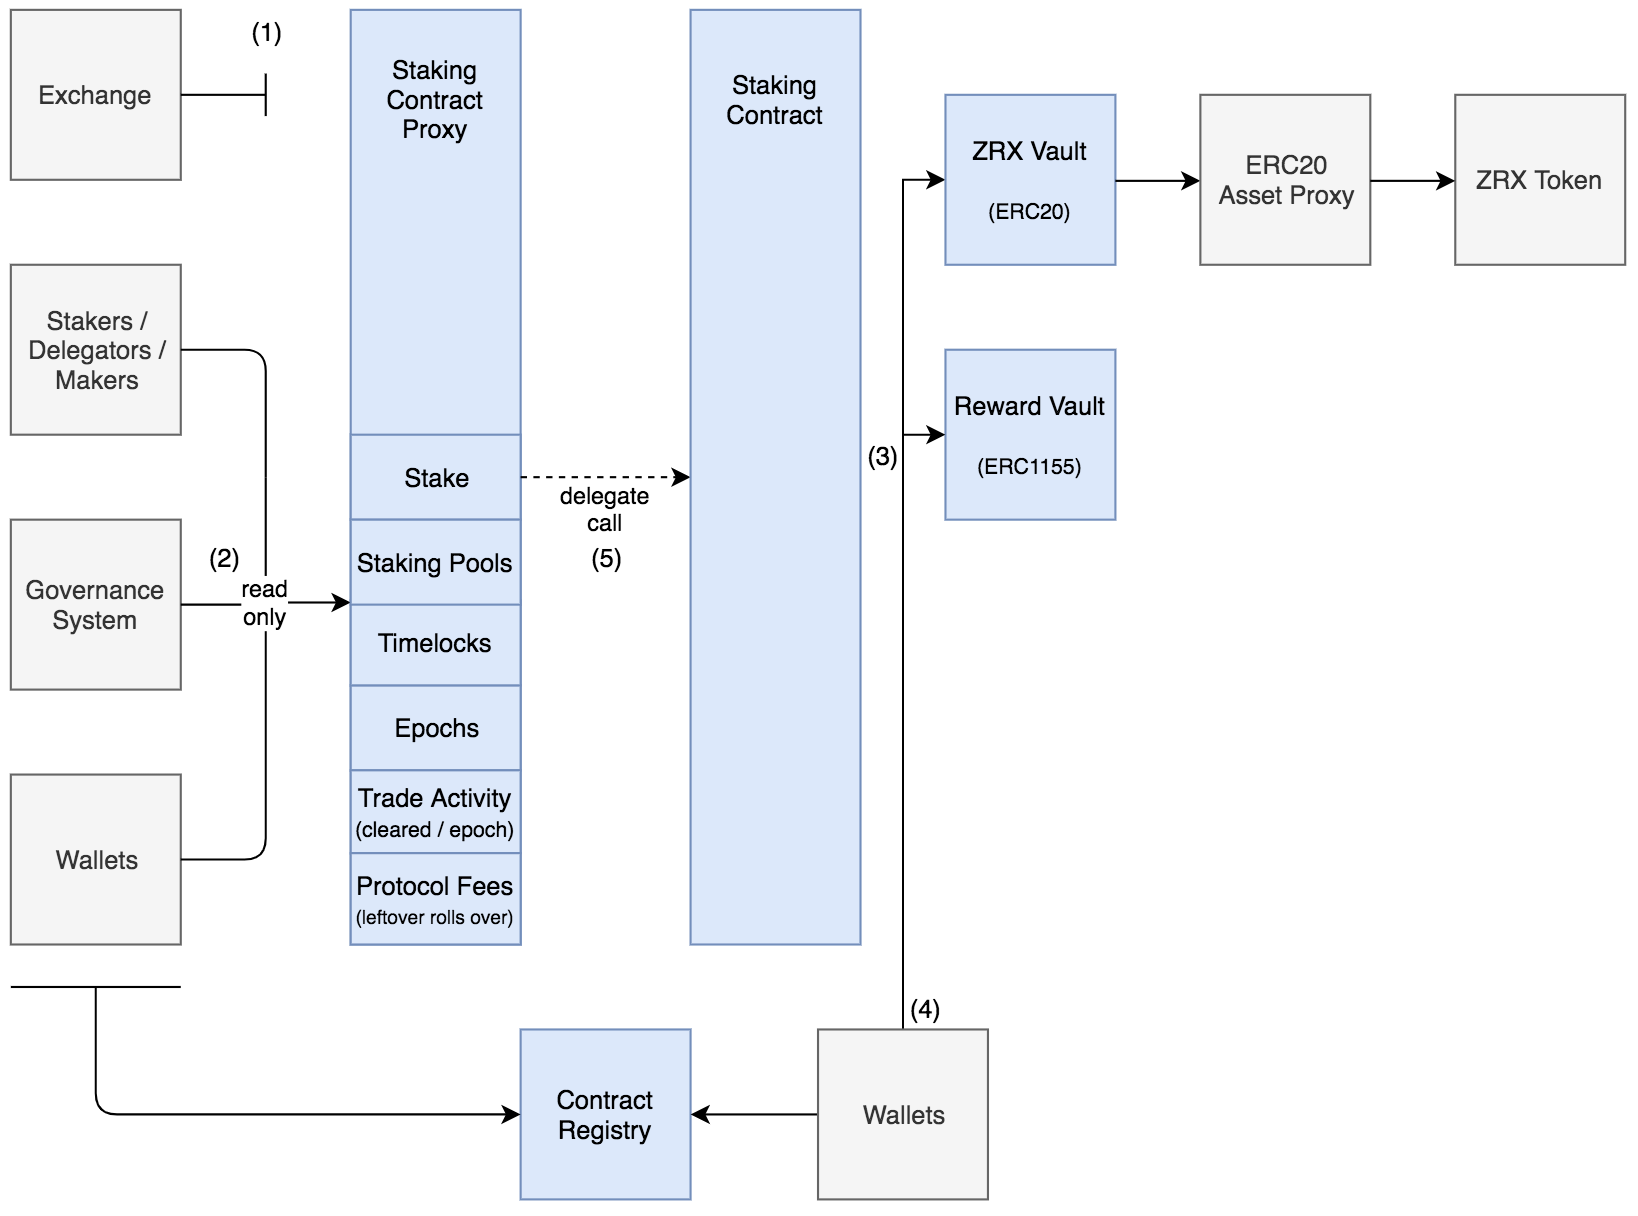 (1)
Exchange
Staking
Contract
Proxy
Staking
Contract
ZRX Vault
(ERC20)
ERC20
Asset Proxy
ZRX Token
Stakers /
Delegators /
Makers
Reward Vault
(ERC1155)
(3)
Stake
delegate
call
(5)
(2)
Governance
System
read
only
Staking Pools
Timelocks
Epochs
Trade Activity
(cleared / epoch)
Protocol Fees
(leftover rolls over)
Wallets
(4)
Contract
Registry
Wallets